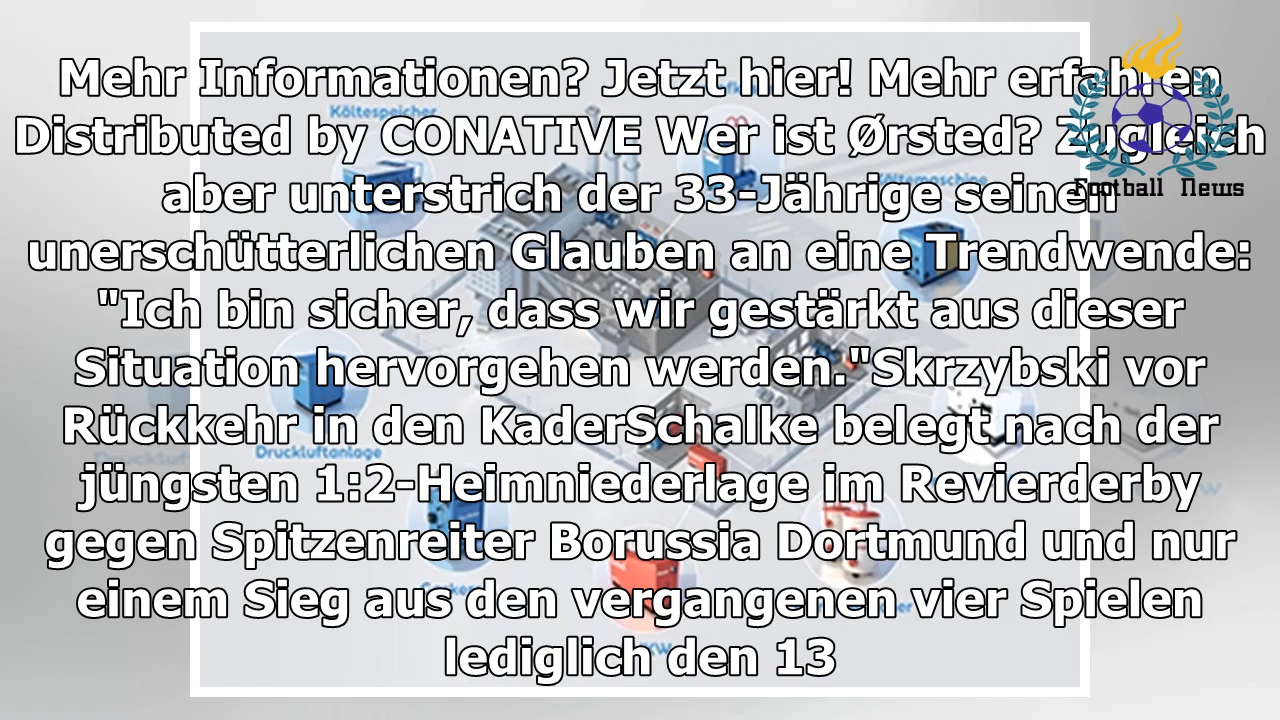 Mehr Informationen? Jetzt hier! Mehr erfahren
Distributed by CONATIVE Wer ist Ørsted? Zugleich
aber unterstrich der 33-Jährige seinen
unerschütterlichen Glauben an eine Trendwende:
"Ich bin sicher, dass wir gestärkt aus dieser
Situation hervorgehen werden."Skrzybski vor
Rückkehr in den KaderSchalke belegt nach der
jüngsten 1:2-Heimniederlage im Revierderby
gegen Spitzenreiter Borussia Dortmund und nur
einem Sieg aus den vergangenen vier Spielen
lediglich den 13
Football News
Költespeicher
Költemaschine
Druckluftanlage